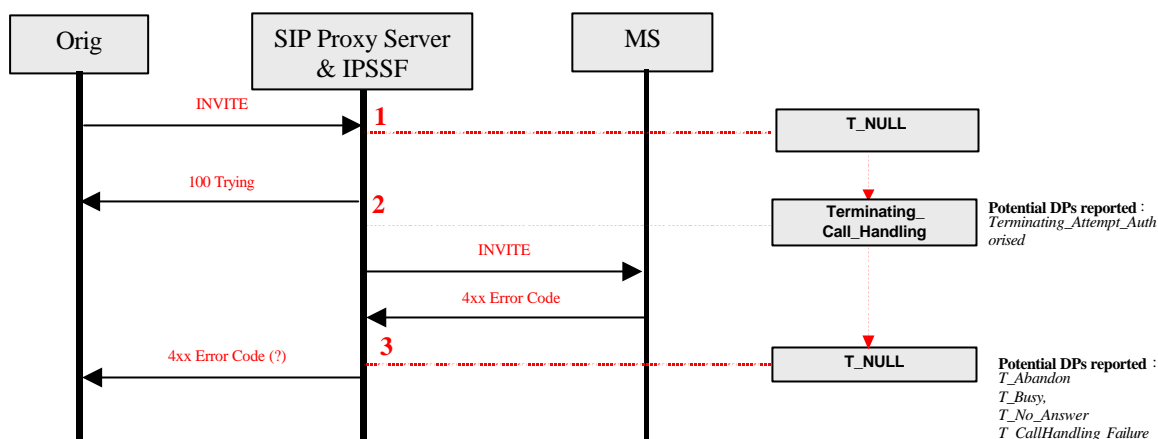 Orig
SIP Proxy Server
& IPSSF
MS
INVITE
1
T_NULL
100 Trying
2
Terminating_
Call_Handling
Potential DPs reported :
Terminating_Attempt_Auth
orised
INVITE
4xx Error Code
3
4xx Error Code (?)
T_NULL
Potential DPs reported :
T_Abandon
T_Busy,
T_No_Answer
T_CallHandling_Failure